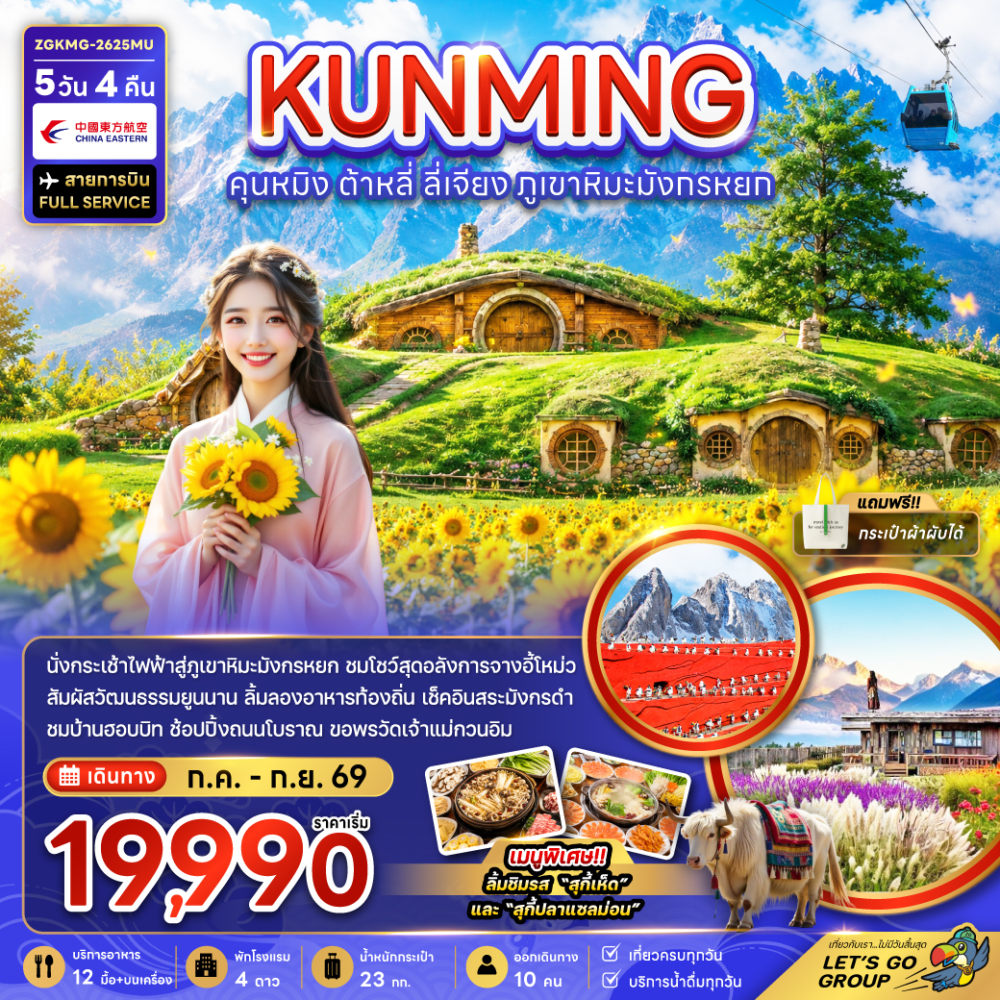 ZGKMG-2625MU
5 วัน 4 คืน
中國東方航空
CHINA EASTERN
สายการบิน
FULL SERVICE
KUNMING
คุนหมิง ต้าหลี่ ลี่เจียง ภูเขาหิมะมังกรหยก
แถมฟรี!!
กระเป๋าผ้าผับได้
นั่งกระเช้าไฟฟ้าสู่ภูเขาหิมะมังกรหยก ชมโชว์สุดอลังการจางอี้โหม่ว
สัมผัสวัฒนธรรมยูนนาน ลิ้มลองอาหารท้องถิ่น เช็คอินสระมังกรดำ
ชมบ้านฮอบบิท ช้อปปิ้งถนนโบราณ ขอพรวัดเจ้าแม่กวนอิม
เดินทาง
ก.ค. - ก.ย. 69
ราคาเริ่ม
19,990
เมนูพิเศษ!!
ลิ้มชิมรส “สุกี้เห็ด”
และ “สุกี้ปลาแซลม่อน”
บริการอาหาร
12 มื้อ+บนเครื่อง
พักโรงแรม
4 ดาว
น้ำหนักกระเป๋า
23 กก.
ออกเดินทาง
10 คน
เที่ยวครบทุกวัน
บริการน้ำดื่มทุกวัน
เที่ยวกับเรา...ไม่มีวันสิ้นสุด
LET'S GO
GROUP